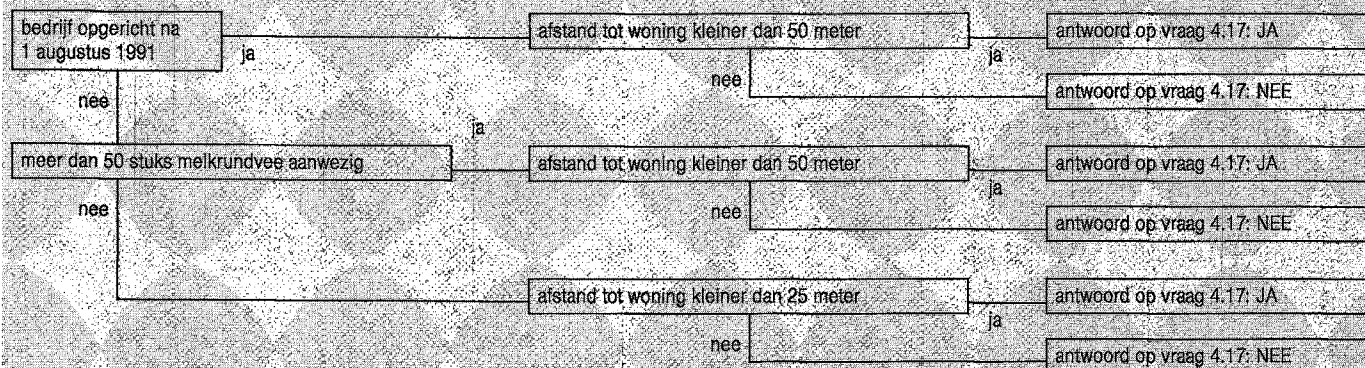 bedrijf opgericht na
1 augustus 1991
ja
afstand tot woning kleiner dan 50 meter
ja
antwoord op vraag 4.17: JA
nee
antwoord op vraag 4.17: NEE
nee
meer dan 50 stuks melkrundvee aanwezig
ja
afstand tot woning kleiner dan 50 meter
ja
antwoord op vraag 4.17: JA
nee
antwoord op vraag 4.17: NEE
nee
afstand tot woning kleiner dan 25 meter
ja
antwoord op vraag 4.17: JA
nee
antwoord op vraag 4.17: NEE